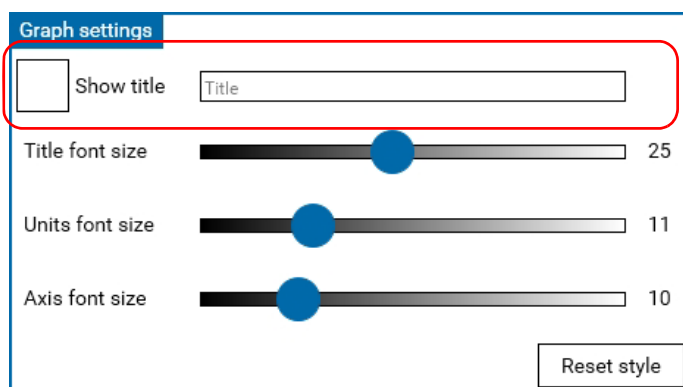 Graph settings
Show title Title
Title font size 25
Units font size 11
Axis font size 10
Reset style